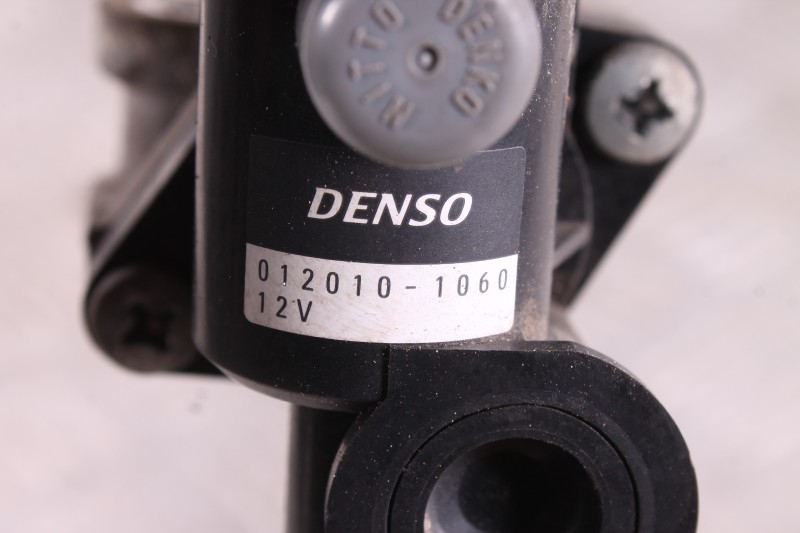 NITTO
DENKO
DENSO
012010-1060
12V